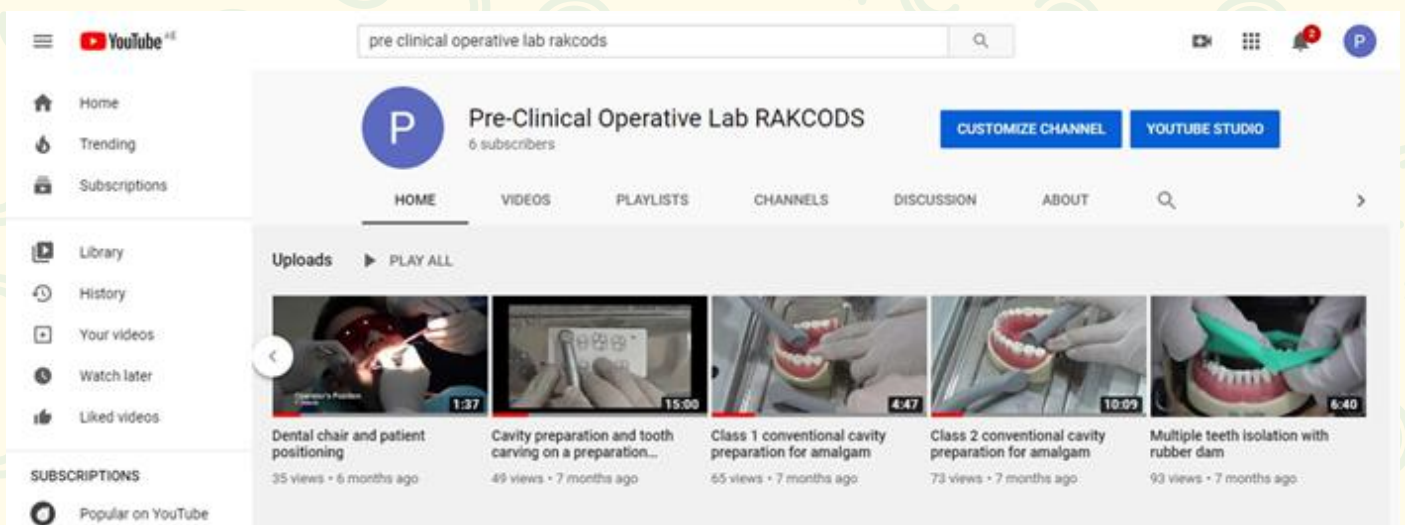 YouTube AE
pre clinical operative lab rakcods
2
P
Home
Trending
Subscriptions
Library
History
Your videos
Watch later
Liked videos
SUBSCRIPTIONS
Popular on YouTube
P
Pre-Clinical Operative Lab RAKCODS
6 subscribers
CUSTOMIZE CHANNEL
YOUTUBE STUDIO
HOME VIDEOS PLAYLISTS CHANNELS DISCUSSION ABOUT
Uploads PLAY ALL
Operator's Position
1:37
Dental chair and patient
positioning
35 views • 6 months ago
15:00
Cavity preparation and tooth
carving on a preparation...
49 views • 7 months ago
4:47
Class 1 conventional cavity
preparation for amalgam
65 views • 7 months ago
10:09
Class 2 conventional cavity
preparation for amalgam
73 views • 7 months ago
6:40
Multiple teeth isolation with
rubber dam
93 views • 7 months ago